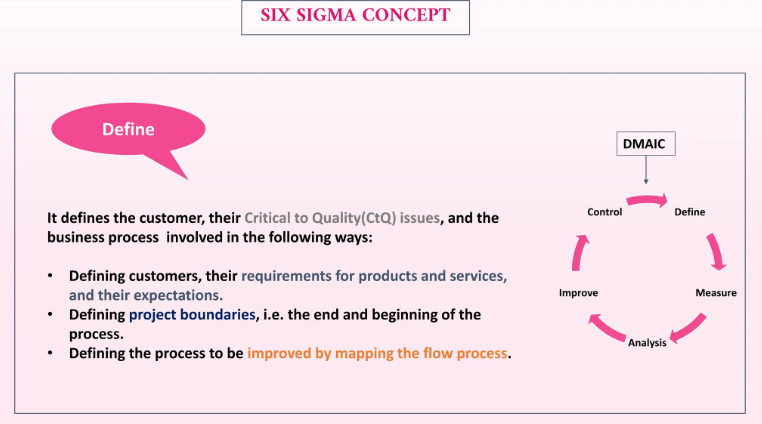 SIX SIGMA CONCEPT
Define
It defines the customer, their Critical to Quality(CtQ) issues, and the
business process involved in the following ways:
• Defining customers, their requirements for products and services,
and their expectations.
• Defining project boundaries, i.e. the end and beginning of the
process.
• Defining the process to be improved by mapping the flow process.
DMAIC
Control
Define
Improve
Measure
Analysis